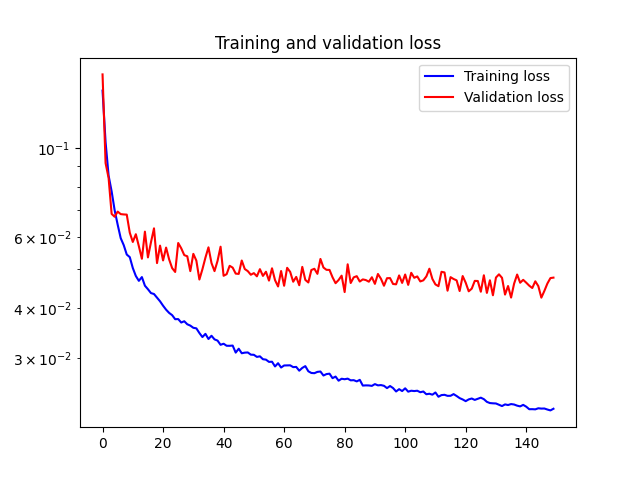 Training and validation loss
Training loss
Validation loss
10⁻¹
6 × 10⁻²
4 × 10⁻²
3 × 10⁻²
0 20 40 60 80 100 120 140